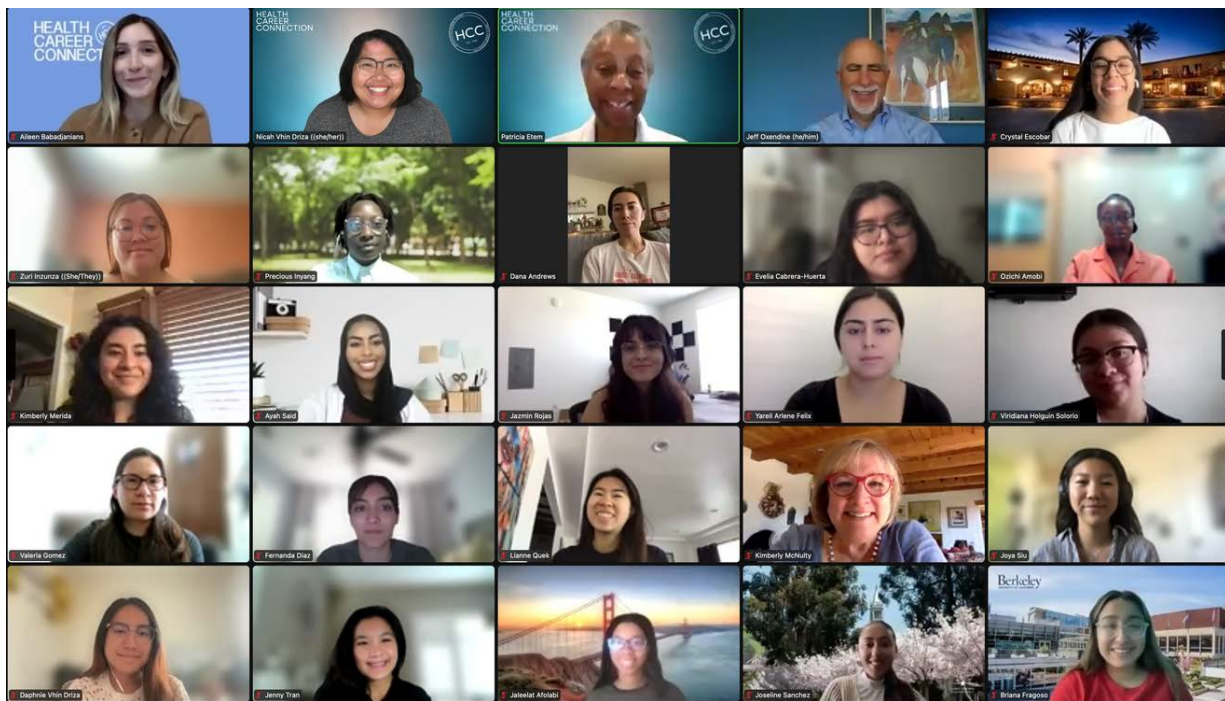 HEALTH
CAREER
CONNECT
Aileen Babadjanians
HEALTH
CAREER
CONNECTION
HCC
Nicah Vhin Driza ((she/her))
HEALTH
CAREER
CONNECTION
HCC
Patricia Etem
Jeff Oxendine (he/him)
Crystal Escobar
Zuri Inzunza ((She/They))
Precious Inyang
Dana Andrews
Evelia Cabrera-Huerta
Ozichi Amobi
Kimberly Merida
Ayah Said
Jazmin Rojas
Yareli Arlene Felix
Viridiana Holguin Solorio
Valeria Gomez
Fernanda Diaz
Lianne Quek
Kimberly McNulty
Joya Siu
Daphnie Vhin Driza
Jenny Tran
Jaleelat Afolabi
Joseline Sanchez
Berkeley
Briana Fragoso